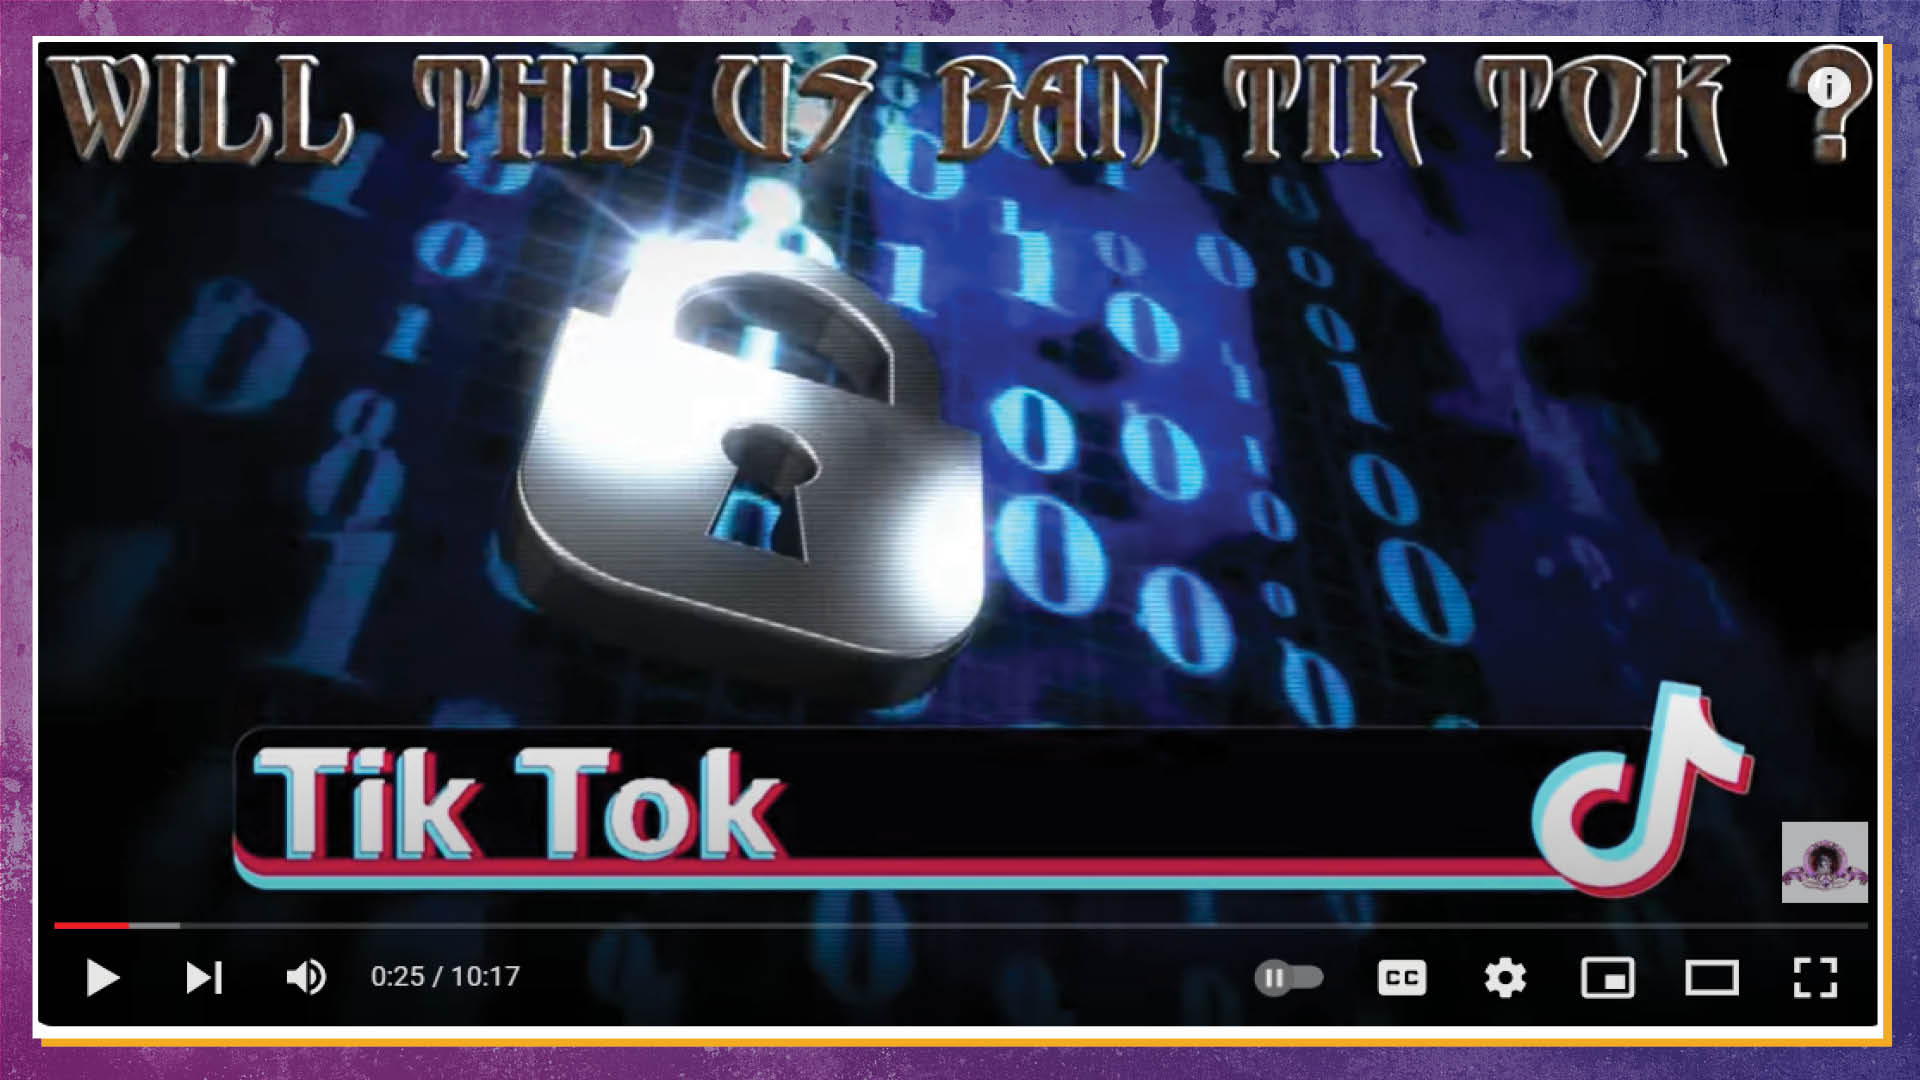 WILL THE US BAN TIK TOK ?
i
Tik Tok
0:25 / 10:17
CC